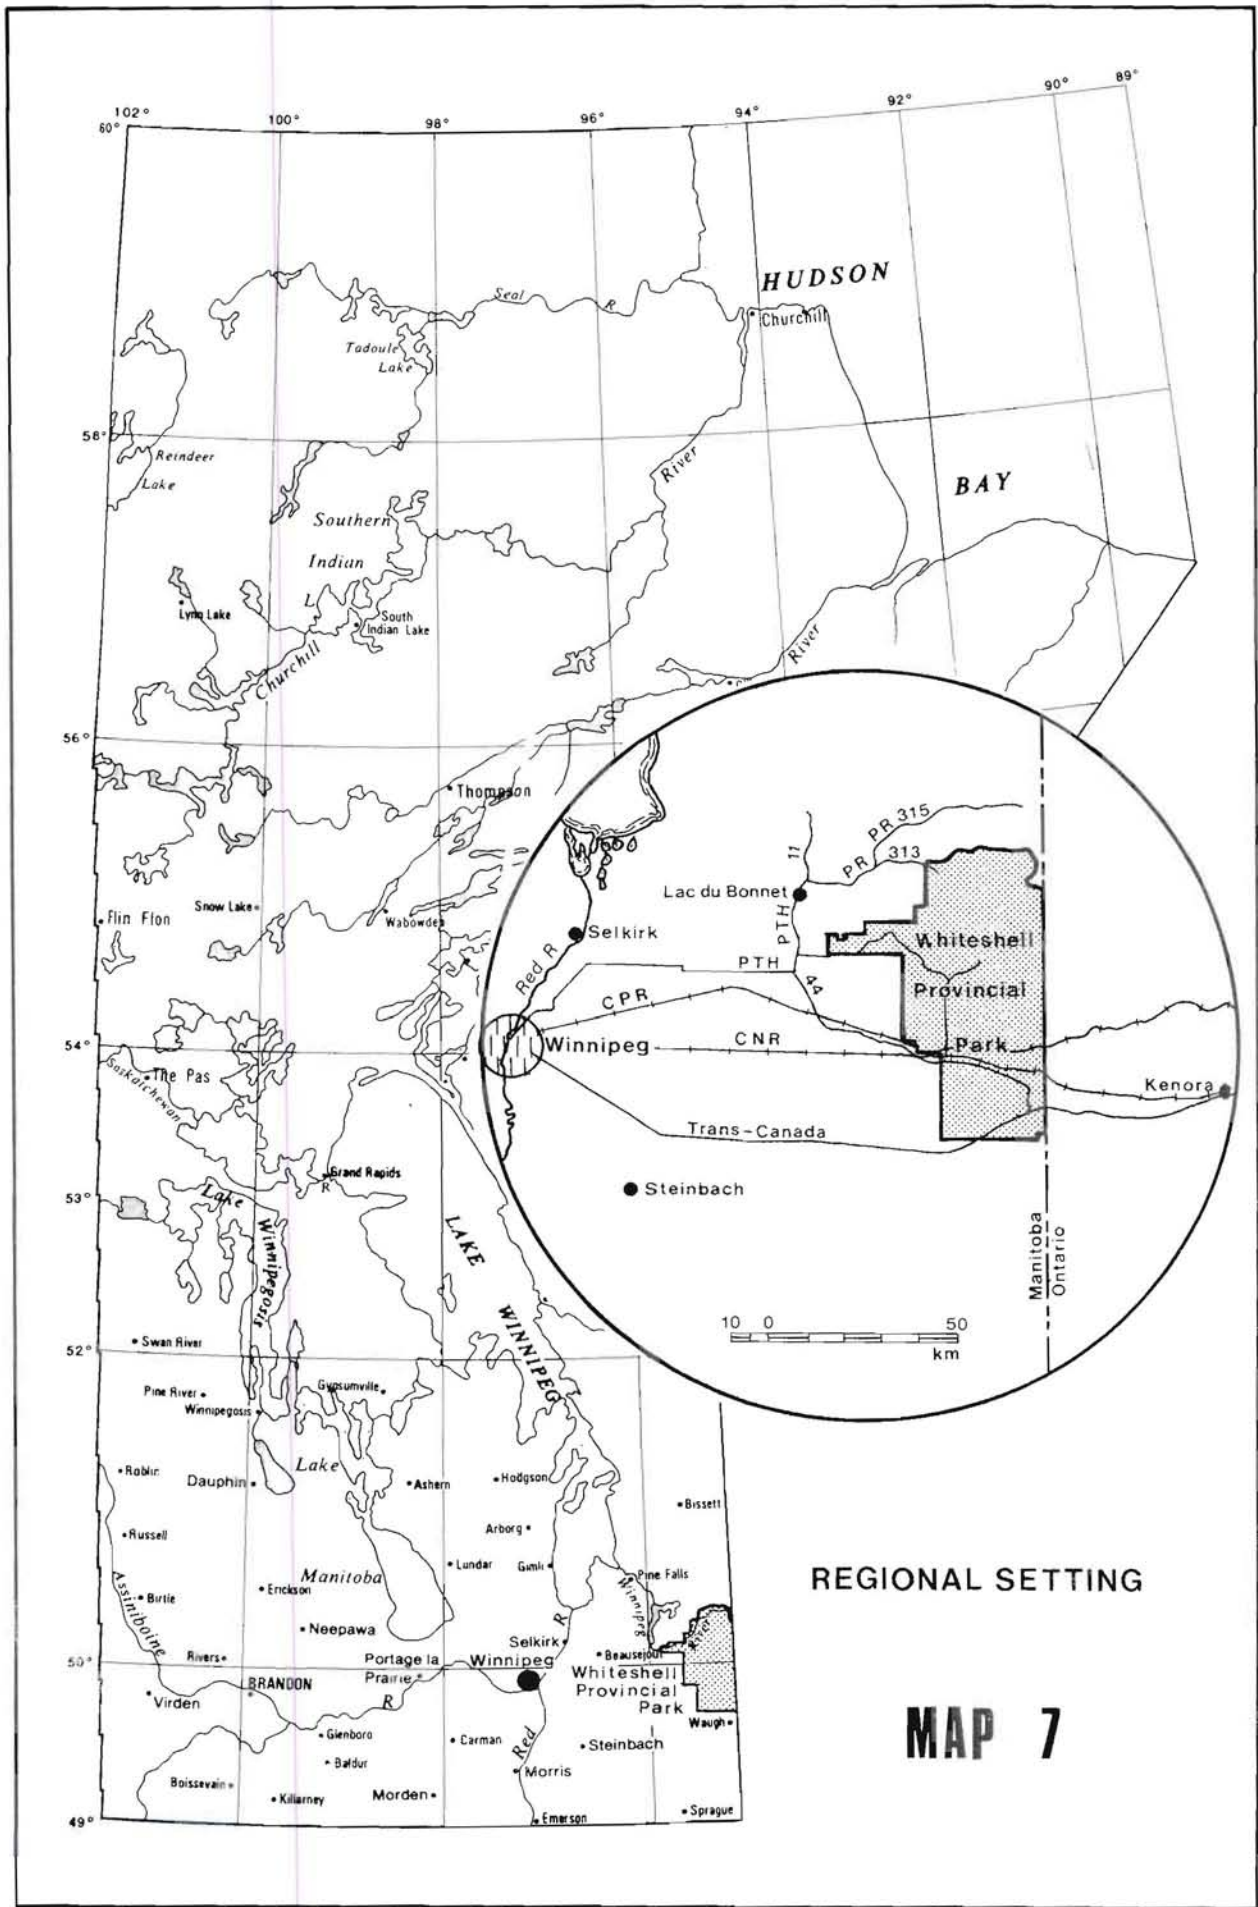 102°
100°
98°
96°
94°
92°
90°
89°
60°
HUDSON
Seal R
Churchill
Tadoule
Lake
58°
Reindeer
Lake
River
BAY
Southern
Indian
L
Lynn Lake
South
Indian Lake
Churchill
River
56°
Thompson
PR 315
11
PR 313
Lac du Bonnet
Flin Flon
Snow Lake
Wabowden
Selkirk
PTH
Whiteshell
Red R
PTH
44
Provincial
CPR
Winnipeg
CNR
Park
54°
The Pas
Saskatchewan
Kenora
Trans-Canada
Grand Rapids
R
53°
Lake
Winnipegosis
Steinbach
LAKE
WINNIPEG
Manitoba
Ontario
10 0 50
km
Swan River
52°
Pine River
Gypsumville
Winnipegosis
Lake
Roblin
Dauphin
Ashern
Hodgson
Bissett
Russell
Arborg
Lundar
Gimli
Manitoba
Pine Falls
REGIONAL SETTING
Assiniboine
Birtle
Erickson
Winnipeg
River
Neepawa
R
Selkirk
Beausejour
Rivers
Portage la
Prairie
Winnipeg
50°
Whiteshell
Provincial
Park
BRANDON
Virden
R
Waugh
MAP 7
Glenboro
Carman
Red
Steinbach
Baldur
Morris
Boissevain
Killarney
Morden
Sprague
49°
Emerson